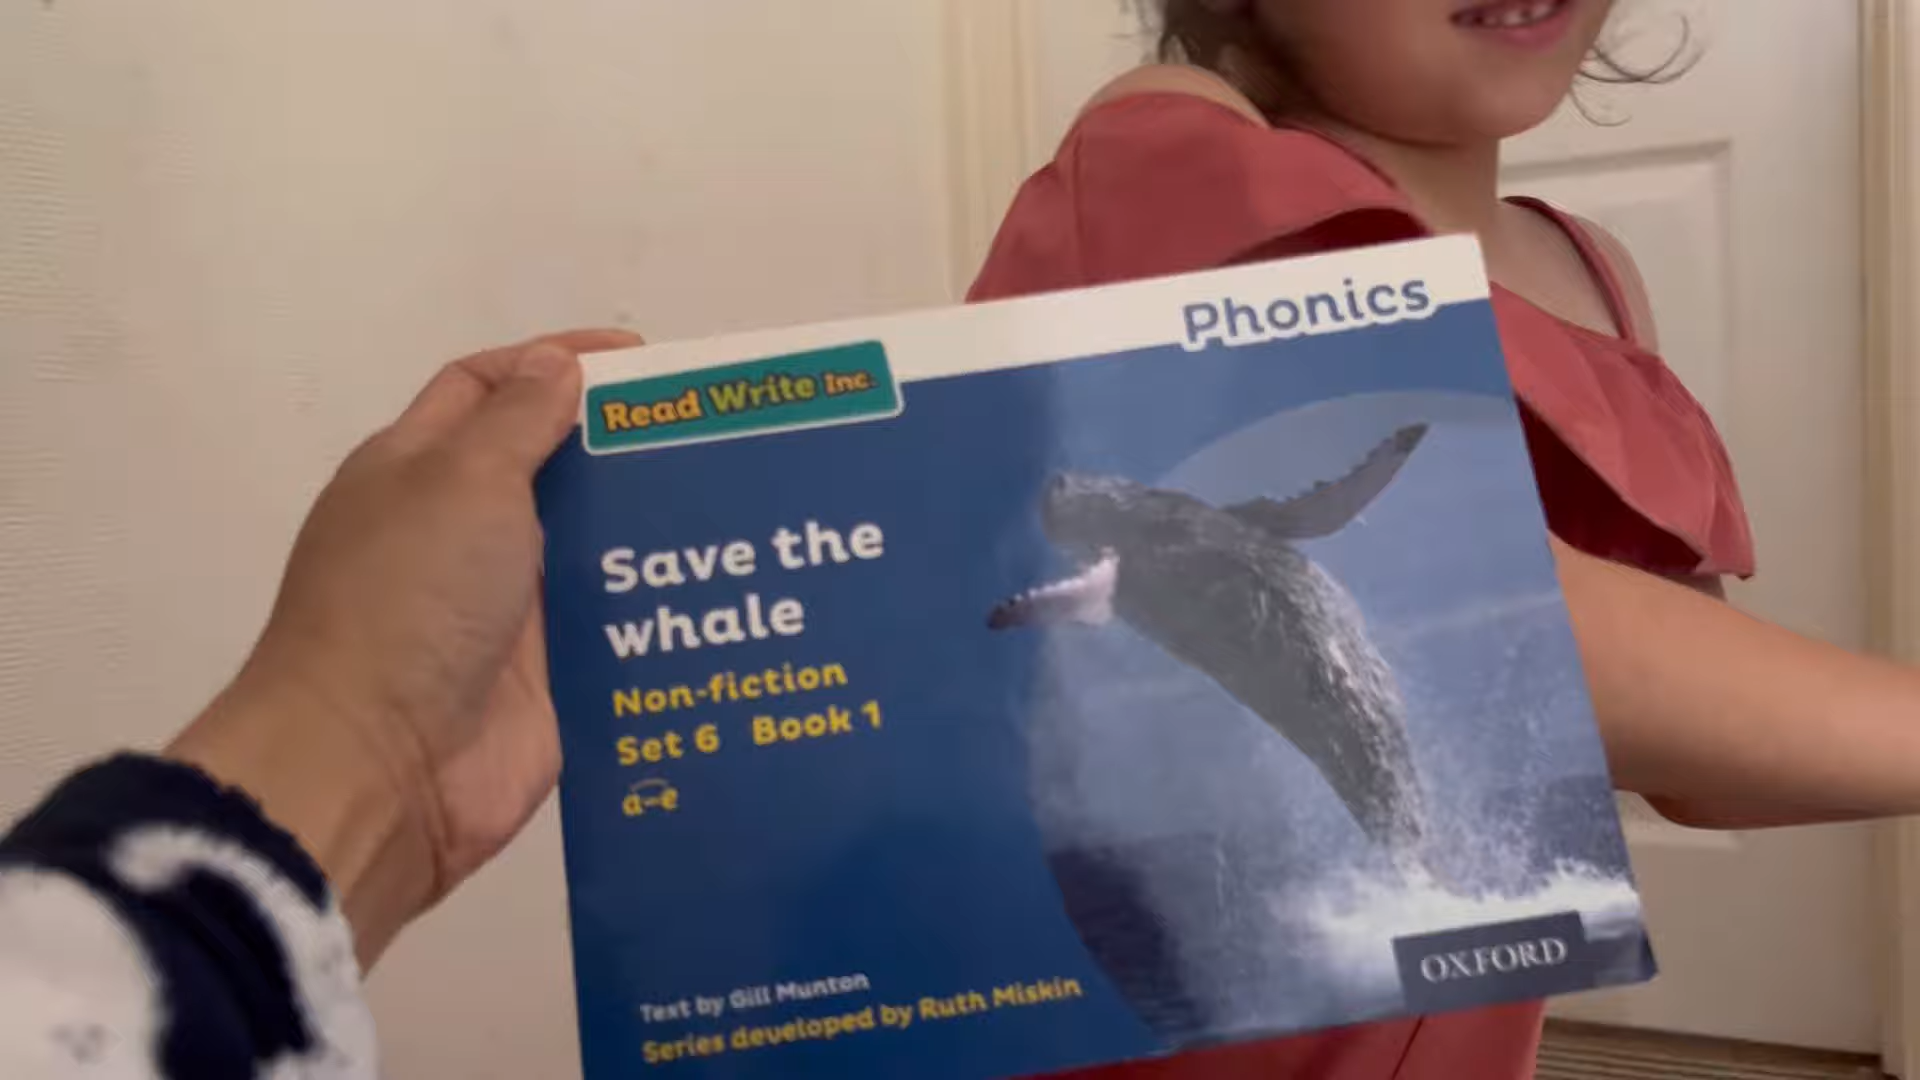 Phonics
Read Write Inc.
Save the
whale
Non-fiction
Set 6 Book 1
a-e
Text by Gill Munton
Series developed by Ruth Miskin
OXFORD